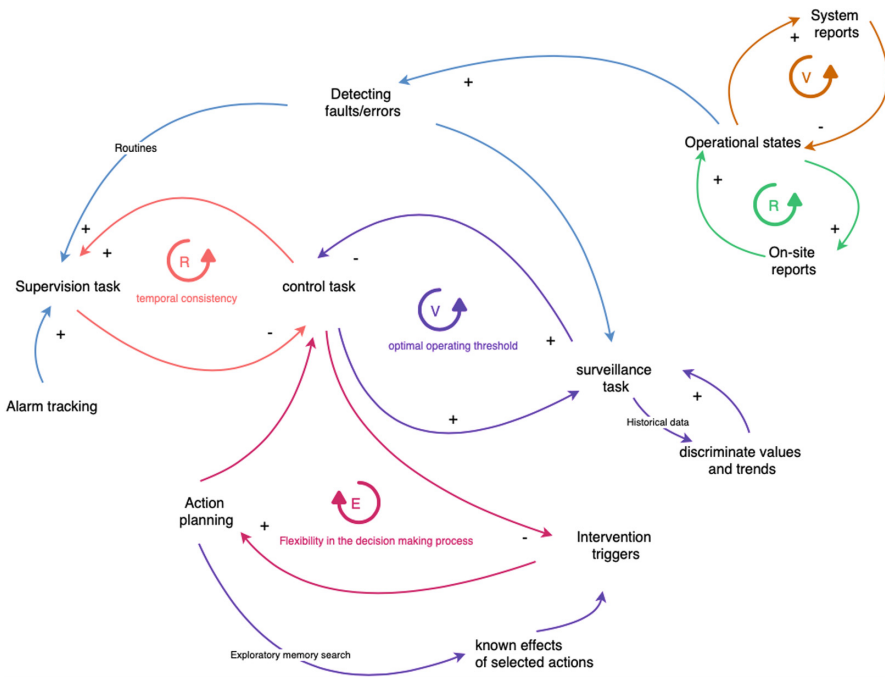 System
reports
+
V
+
Detecting
faults/errors
-
Operational states
Routines
+
R
+
+
+
On-site
reports
R
-
Supervision task
temporal consistency
control task
V
-
+
optimal operating threshold
+
surveillance
task
+
Alarm tracking
+
Historical data
discriminate values
and trends
E
Action
planning
+
Flexibility in the decision making process
-
Intervention
triggers
Exploratory memory search
known effects
of selected actions